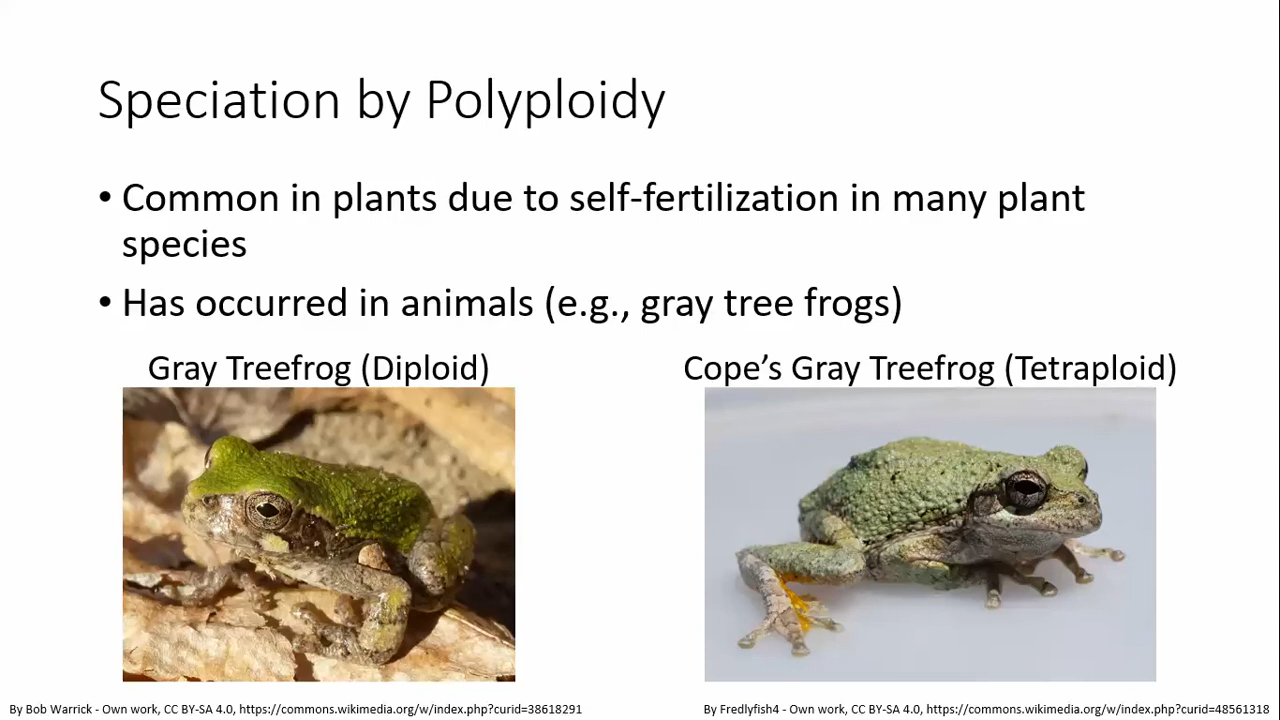 Speciation by Polyploidy
• Common in plants due to self-fertilization in many plant
species
• Has occurred in animals (e.g., gray tree frogs)
Gray Treefrog (Diploid)
Cope’s Gray Treefrog (Tetraploid)
By Bob Warrick - Own work, CC BY-SA 4.0, https://commons.wikimedia.org/w/index.php?curid=38618291
By Fredlyfish4 - Own work, CC BY-SA 4.0, https://commons.wikimedia.org/w/index.php?curid=48561318